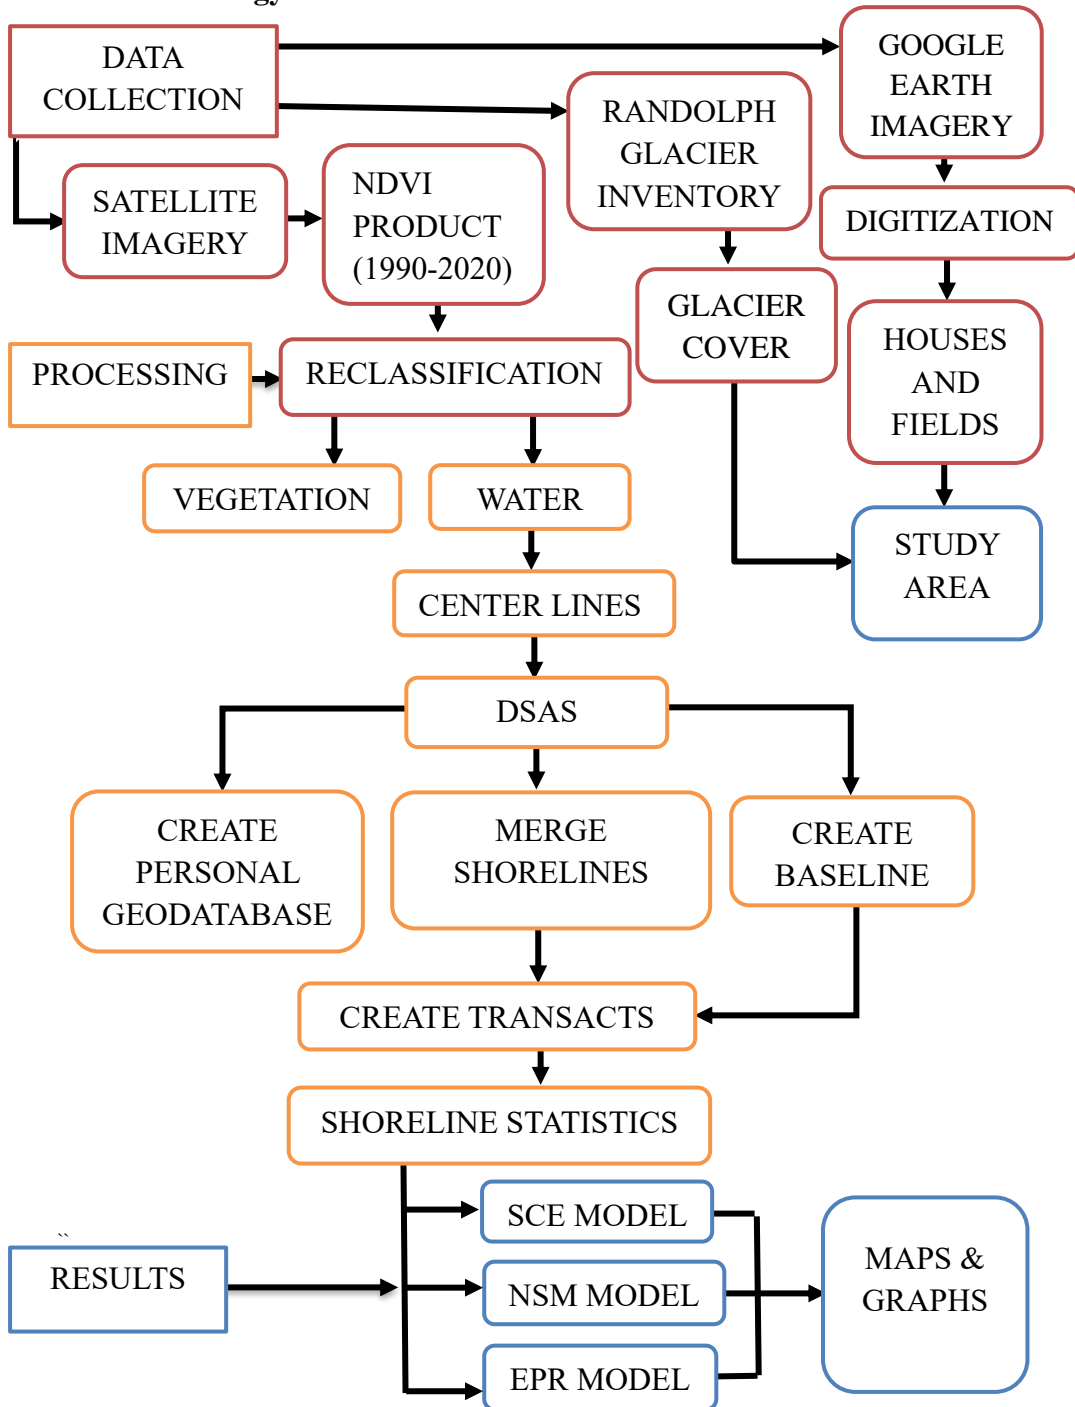 gy
DATA
COLLECTION
GOOGLE
EARTH
IMAGERY
RANDOLPH
GLACIER
INVENTORY
SATELLITE
IMAGERY
NDVI
PRODUCT
(1990-2020)
DIGITIZATION
GLACIER
COVER
HOUSES
AND
FIELDS
PROCESSING
RECLASSIFICATION
VEGETATION
WATER
STUDY
AREA
CENTER LINES
DSAS
CREATE
PERSONAL
GEODATABASE
MERGE
SHORELINES
CREATE
BASELINE
CREATE TRANSACTS
SHORELINE STATISTICS
SCE MODEL
``
RESULTS
NSM MODEL
MAPS &
GRAPHS
EPR MODEL